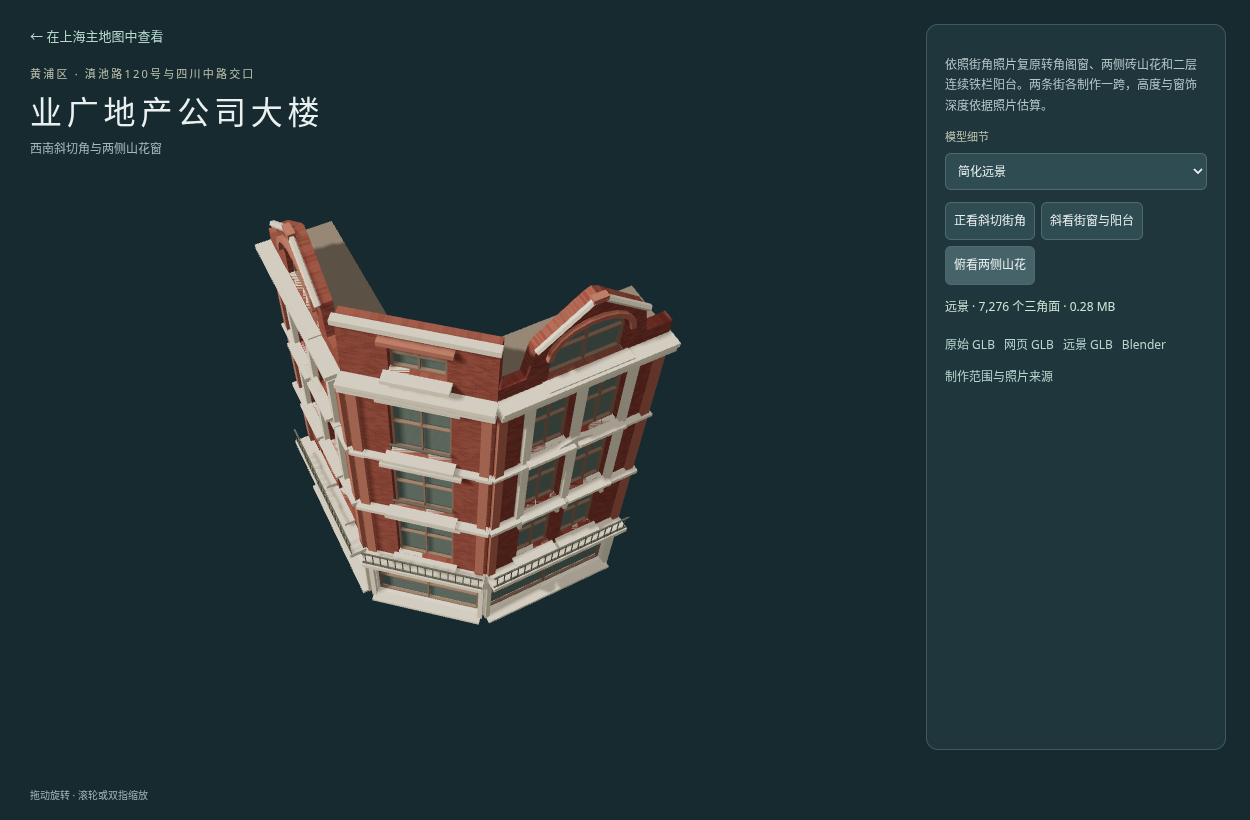 ← 在上海主地图中查看
黄浦区 · 滇池路120号与四川中路交口
业广地产公司大楼
西南斜切角与两侧山花窗
依照街角照片复原转角阁窗、两侧砖山花和二层
连续铁栏阳台。两条街各制作一跨，高度与窗饰
深度依据照片估算。
模型细节
简化远景
正看斜切街角
斜看街窗与阳台
俯看两侧山花
远景 · 7,276 个三角面 · 0.28 MB
原始 GLB 网页 GLB 远景 GLB Blender
制作范围与照片来源
拖动旋转 · 滚轮或双指缩放